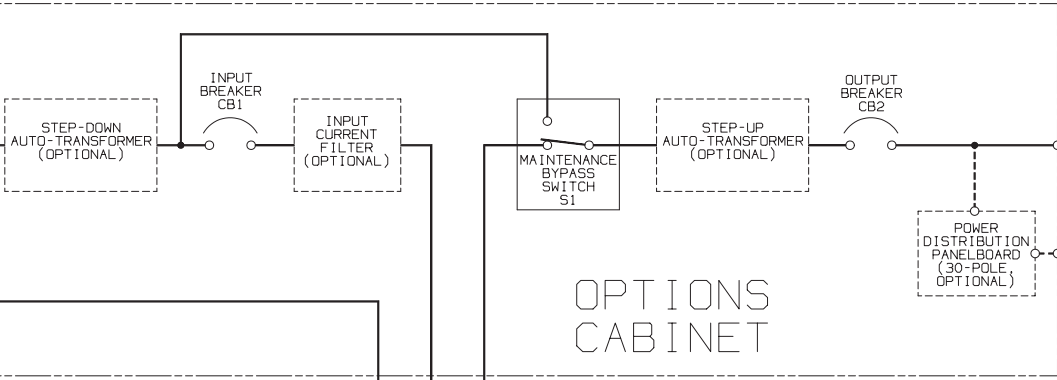 INPUT
BREAKER
CB1
OUTPUT
BREAKER
CB2
STEP-DOWN
AUTO-TRANSFORMER
(OPTIONAL)
INPUT
CURRENT
FILTER
(OPTIONAL)
MAINTENANCE
BYPASS
SWITCH
S1
STEP-UP
AUTO-TRANSFORMER
(OPTIONAL)
POWER
DISTRIBUTION
PANELBOARD
(30-POLE,
OPTIONAL)
OPTIONS
CABINET